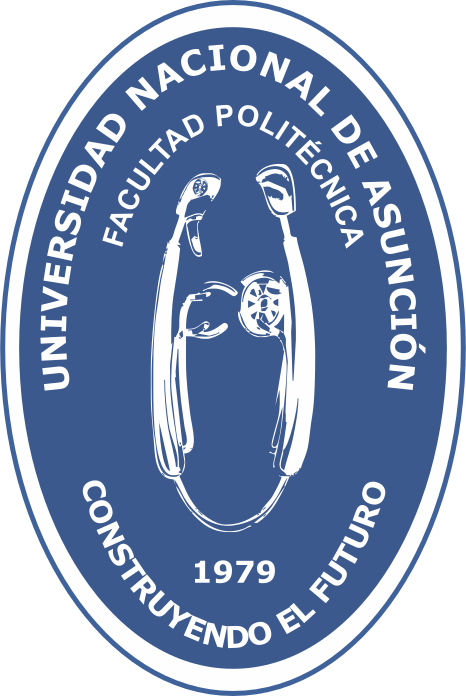 UNIVERSIDAD NACIONAL DE ASUNCIÓN
FACULTAD POLITÉCNICA
1979
CONSTRUYENDO EL FUTURO